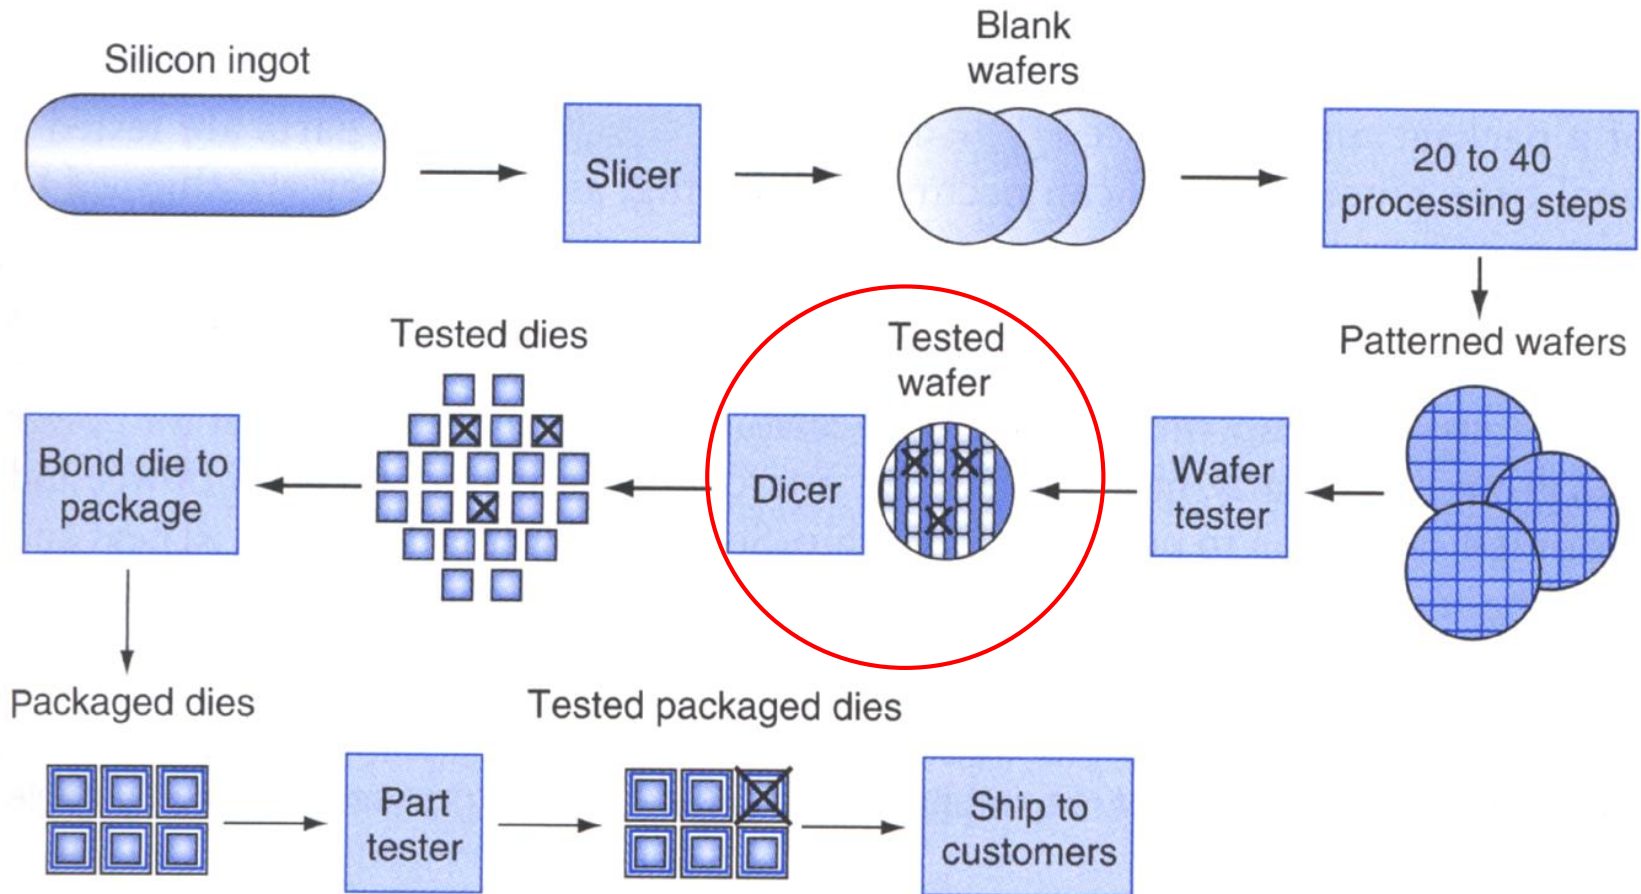 Silicon ingot
Slicer
Blank
wafers
20 to 40
processing steps
Patterned wafers
Wafer
tester
Tested
wafer
Dicer
Tested dies
Bond die to
package
Packaged dies
Part
tester
Tested packaged dies
Ship to
customers